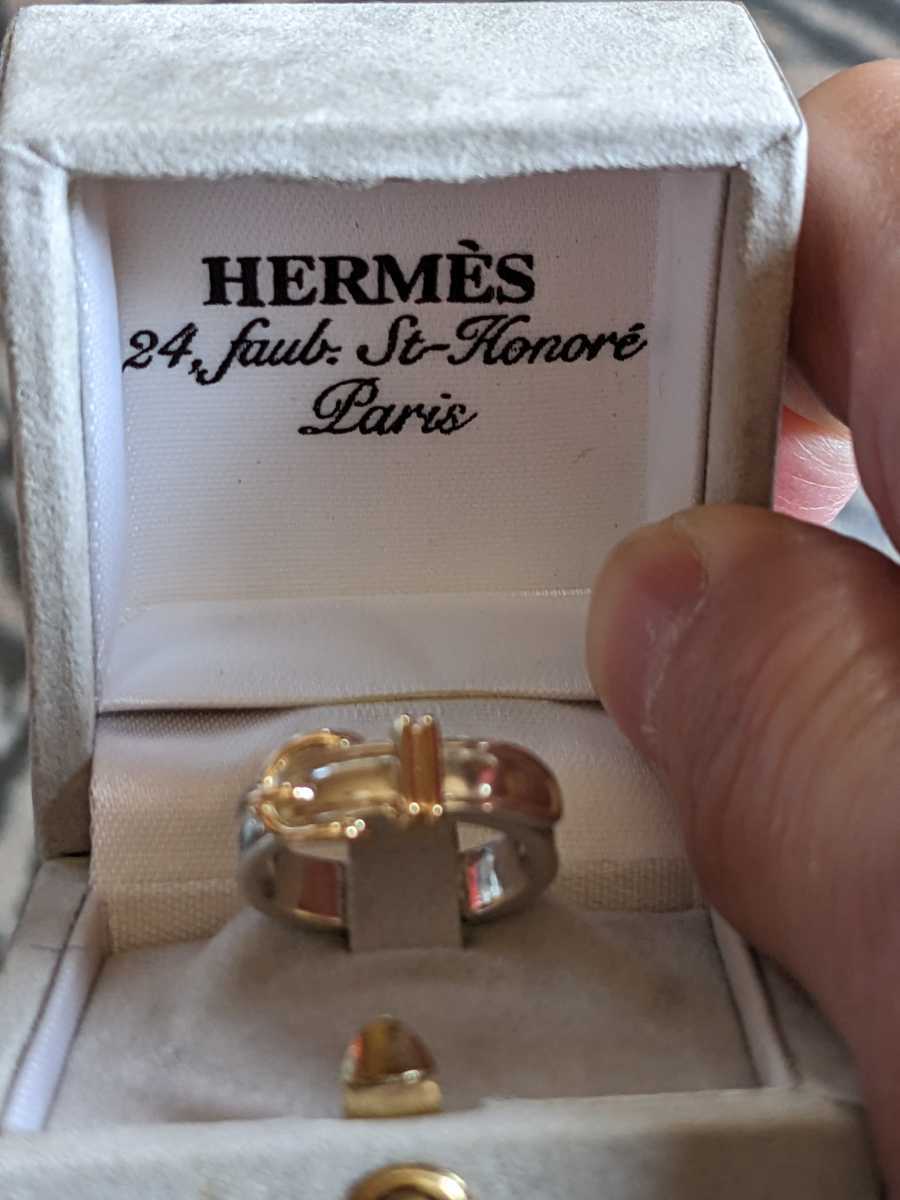 HERMÈS
24, faub. St-Honoré
Paris